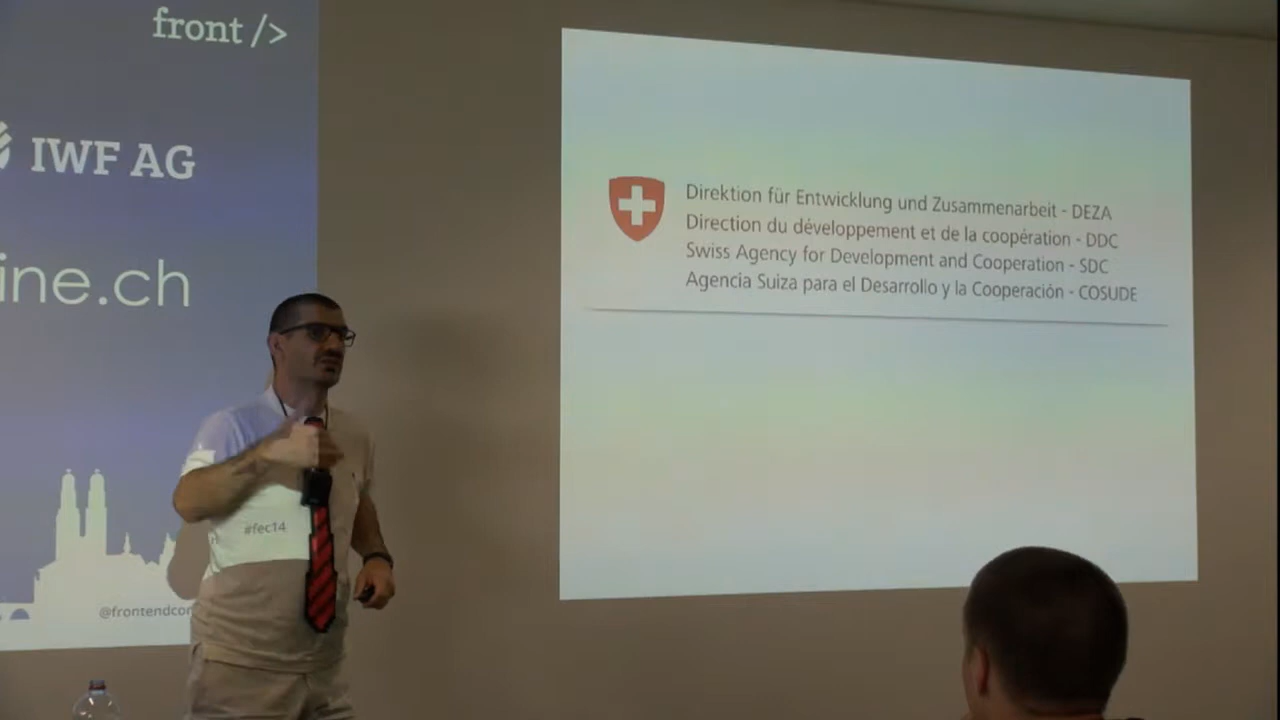 front />
IWF AG
ine.ch
#fec14
@frontendcon
Direktion für Entwicklung und Zusammenarbeit - DEZA
Direction du développement et de la coopération - DDC
Swiss Agency for Development and Cooperation - SDC
Agencia Suiza para el Desarrollo y la Cooperación - COSUDE